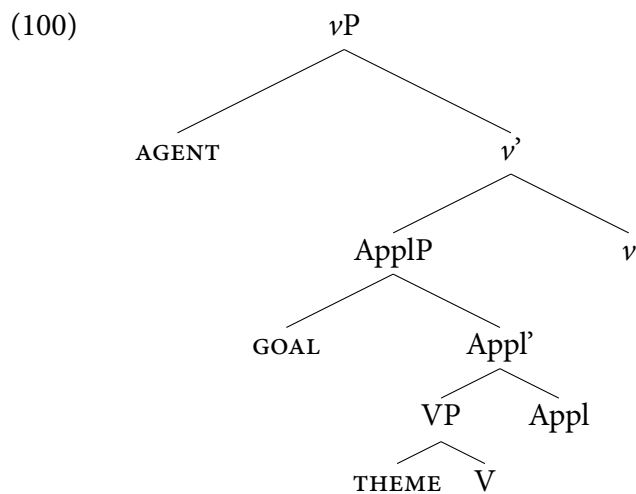 (100) vP
AGENT v’
ApplP v
GOAL Appl’
VP Appl
THEME V